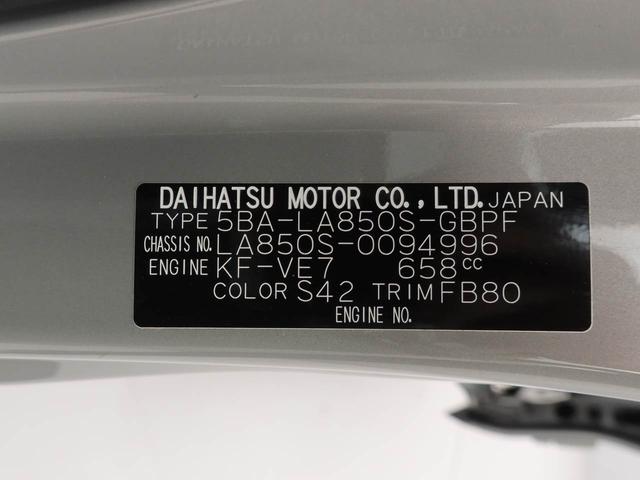 DAIHATSU MOTOR CO.,LTD. JAPAN
TYPE 5BA-LA850S-GBPF
CHASSIS NO. LA850S-0094996
ENGINE KF-VE7 658cc
COLOR S42 TRIM FB80
ENGINE NO.